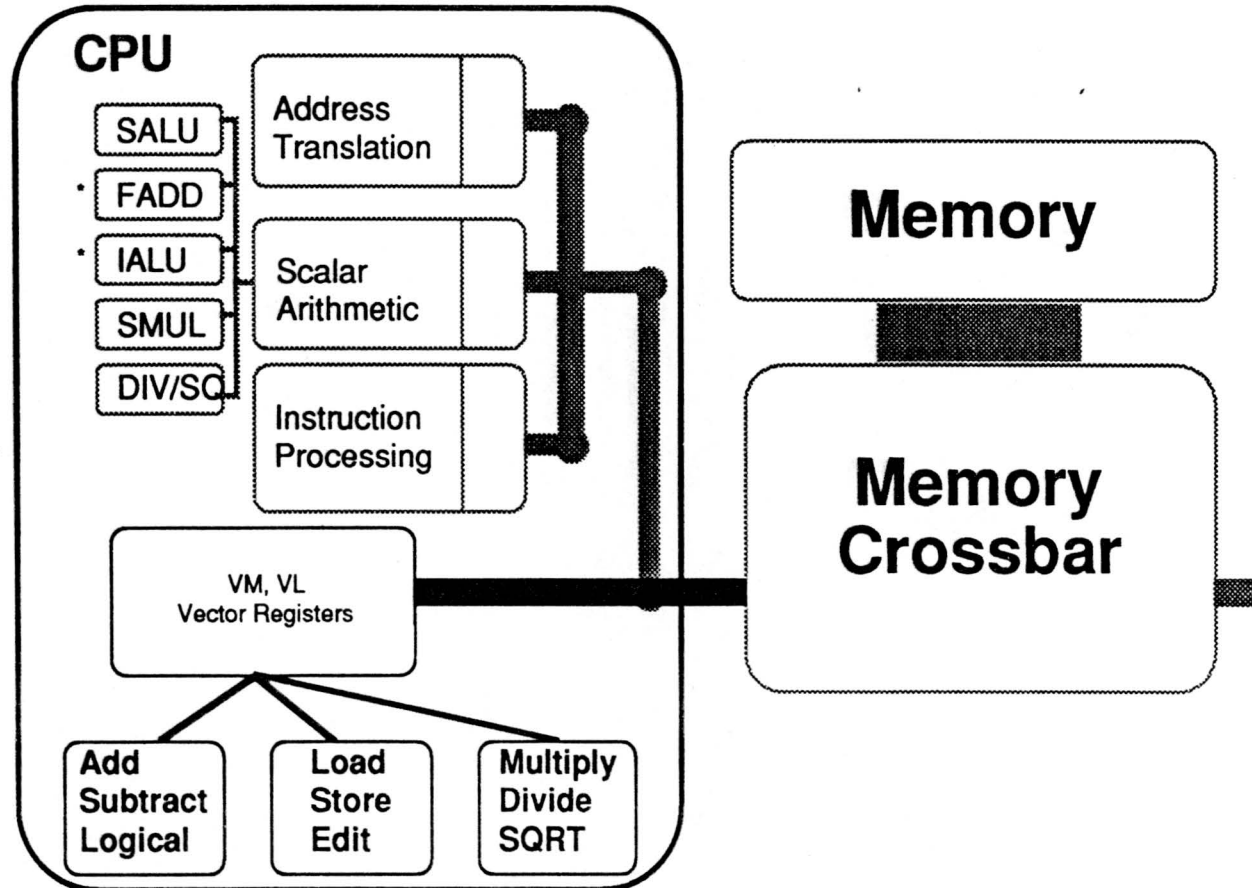 CPU
SALU
* FADD
* IALU
SMUL
DIV/SQ
Address
Translation
Scalar
Arithmetic
Instruction
Processing
VM, VL
Vector Registers
Add
Subtract
Logical
Load
Store
Edit
Multiply
Divide
SQRT
Memory
Memory
Crossbar